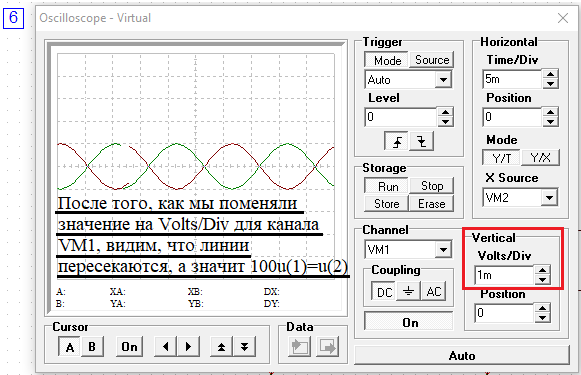 6
Oscilloscope - Virtual
После того, как мы поменяли
значение на Volts/Div для канала
VM1, видим, что линии
пересекаются, а значит 100u(1)=u(2)
A: XA: XB: DX:
B: YA: YB: DY:
Cursor
A B On
Data
Trigger
Mode Source
Auto
Level
0
Storage
Run Stop
Store Erase
Horizontal
Time/Div
5m
Position
0
Mode
Y/T Y/X
X Source
VM2
Channel
VM1
Coupling
DC AC
On
Vertical
Volts/Div
1m
Position
0
Auto